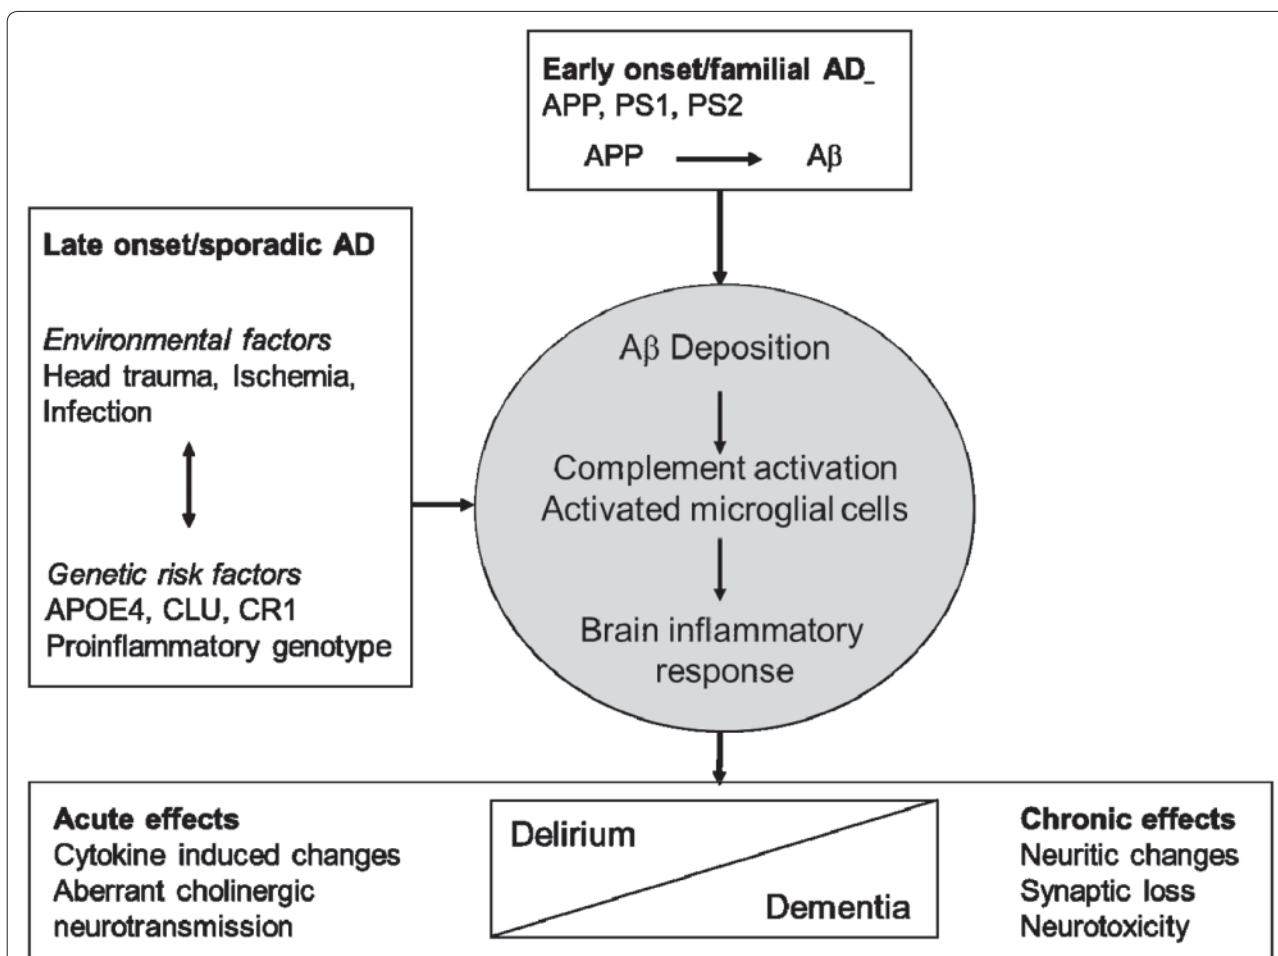 Early onset/familial AD_
APP, PS1, PS2
APP
Aβ
Late onset/sporadic AD
Environmental factors
Head trauma, Ischemia,
Infection
Genetic risk factors
APOE4, CLU, CR1
Proinflammatory genotype
Aβ Deposition
Complement activation
Activated microglial cells
Brain inflammatory
response
Acute effects
Cytokine induced changes
Aberrant cholinergic
neurotransmission
Delirium
Dementia
Chronic effects
Neuritic changes
Synaptic loss
Neurotoxicity